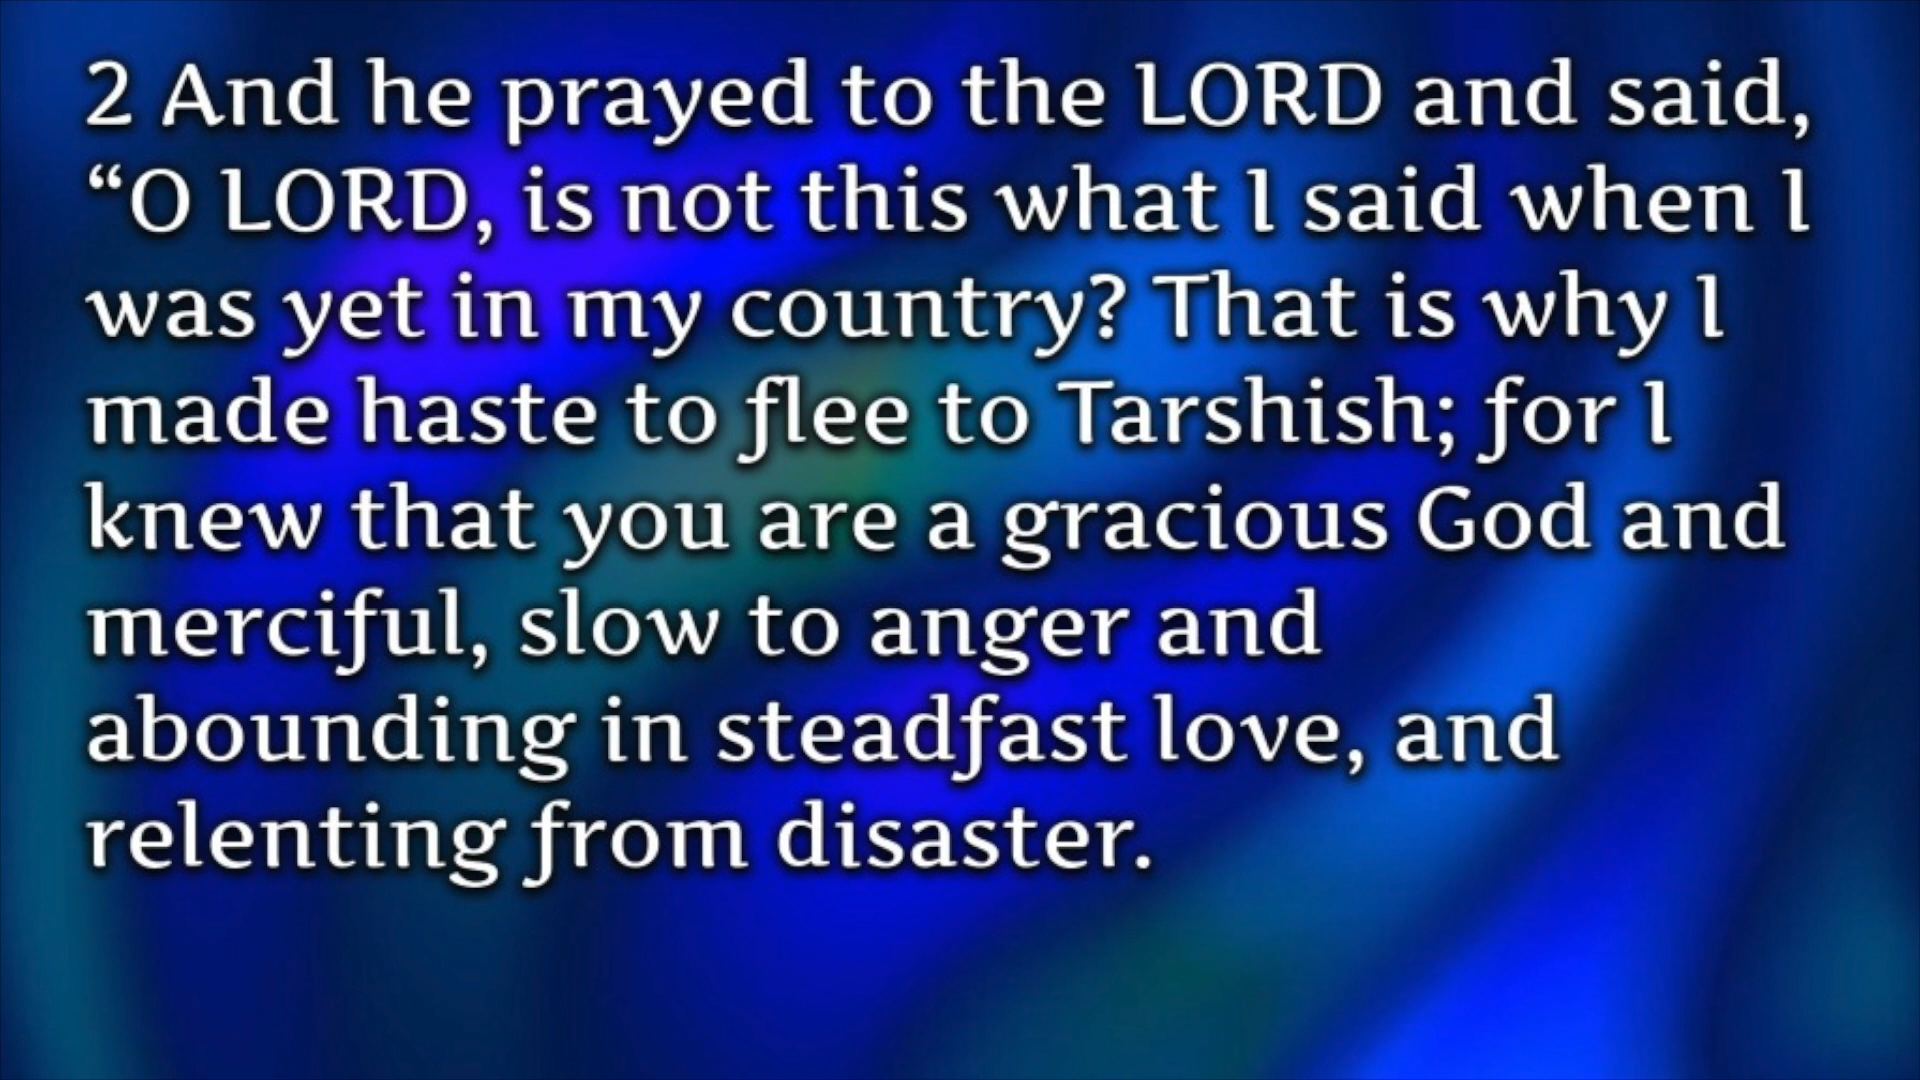 2 And he prayed to the LORD and said,
“O LORD, is not this what I said when I
was yet in my country? That is why I
made haste to flee to Tarshish; for I
knew that you are a gracious God and
merciful, slow to anger and
abounding in steadfast love, and
relenting from disaster.